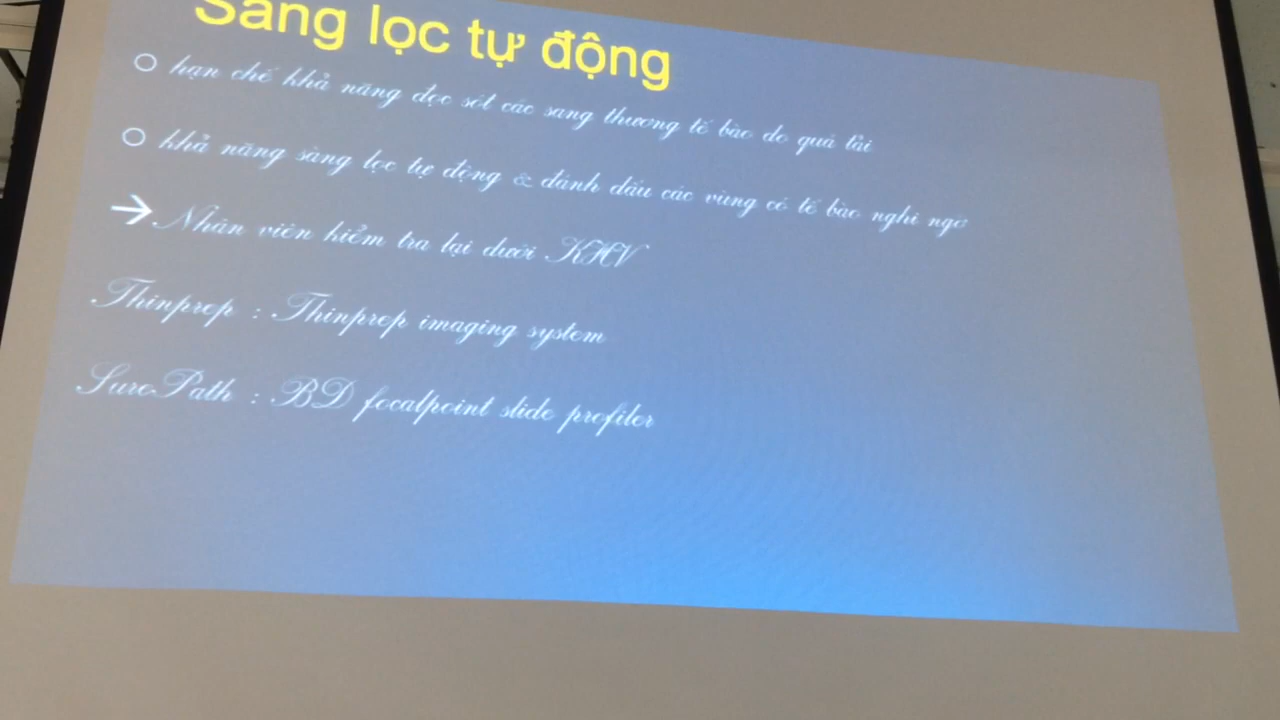 Sàng lọc tự động
hạn chế khả năng đọc sót các sang thương tế bào do quá tải
khả năng sàng lọc tự động & đánh dấu các vùng có tế bào nghi ngờ
→ Nhân viên kiểm tra lại dưới KHV
Thinprep : Thinprep imaging system
SurePath : BD focalpoint slide profiler